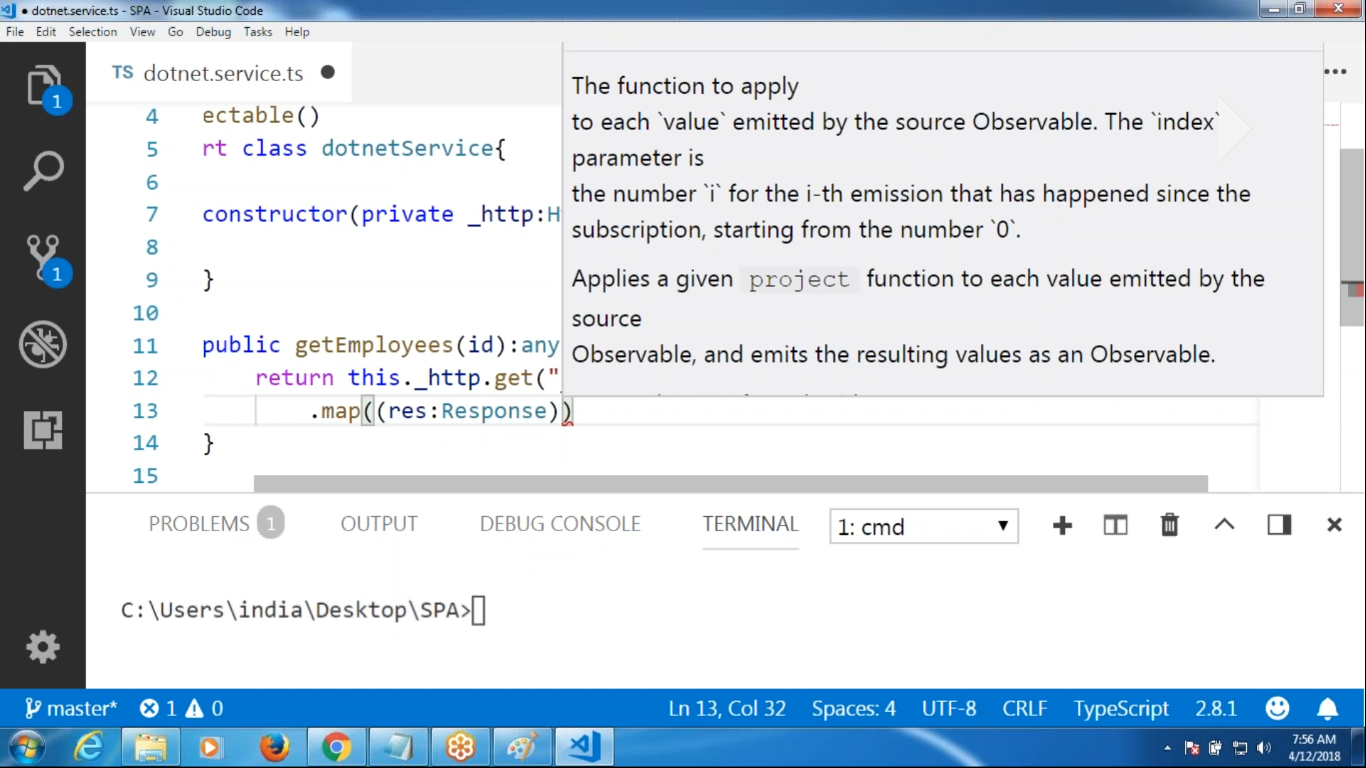 dotnet.service.ts - SPA - Visual Studio Code
File Edit Selection View Go Debug Tasks Help
TS dotnet.service.ts
1
1
4 ectable()
5 rt class dotnetService{
6
7 constructor(private _http:H
8
9 }
10
11 public getEmployees(id):any
12 return this._http.get("
13 .map((res:Response))
14 }
15
The function to apply
to each `value` emitted by the source Observable. The `index`
parameter is
the number `i` for the i-th emission that has happened since the
subscription, starting from the number `0`.
Applies a given project function to each value emitted by the
source
Observable, and emits the resulting values as an Observable.
PROBLEMS 1 OUTPUT DEBUG CONSOLE TERMINAL 1: cmd
C:\Users\india\Desktop\SPA>
master* 1 0 Ln 13, Col 32 Spaces: 4 UTF-8 CRLF TypeScript 2.8.1
7:56 AM
4/12/2018